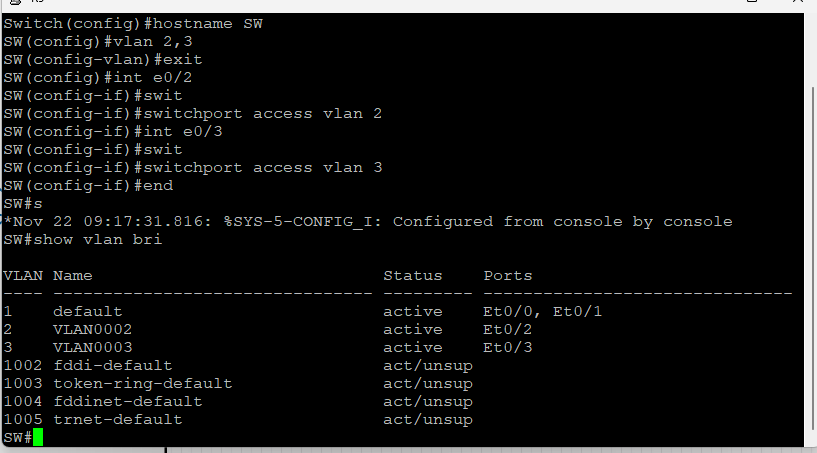 Switch(config)#hostname SW
SW(config)#vlan 2,3
SW(config-vlan)#exit
SW(config)#int e0/2
SW(config-if)#swit
SW(config-if)#switchport access vlan 2
SW(config-if)#int e0/3
SW(config-if)#swit
SW(config-if)#switchport access vlan 3
SW(config-if)#end
SW#s
*Nov 22 09:17:31.816: %SYS-5-CONFIG_I: Configured from console by console
SW#show vlan bri

VLAN Name                             Status    Ports
---- -------------------------------- --------- -------------------------------
1    default                          active    Et0/0, Et0/1
2    VLAN0002                         active    Et0/2
3    VLAN0003                         active    Et0/3
1002 fddi-default                     act/unsup
1003 token-ring-default               act/unsup
1004 fddinet-default                  act/unsup
1005 trnet-default                    act/unsup
SW#